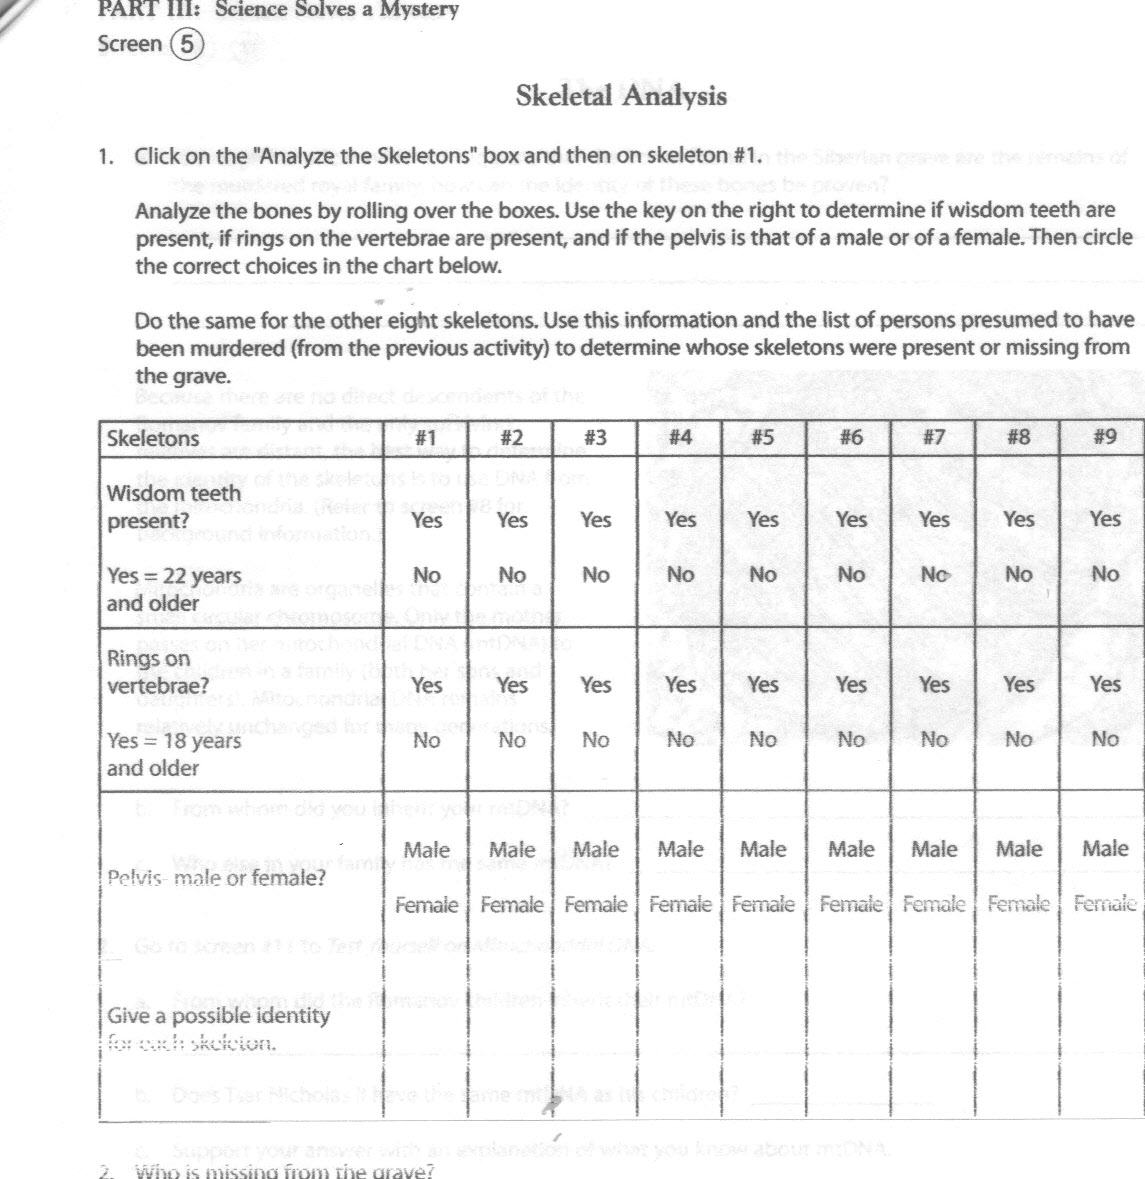 PART III: Science Solves a Mystery
Screen 5
Skeletal Analysis
1. Click on the "Analyze the Skeletons" box and then on skeleton #1.
Analyze the bones by rolling over the boxes. Use the key on the right to determine if wisdom teeth are
present, if rings on the vertebrae are present, and if the pelvis is that of a male or of a female. Then circle
the correct choices in the chart below.
Do the same for the other eight skeletons. Use this information and the list of persons presumed to have
been murdered (from the previous activity) to determine whose skeletons were present or missing from
the grave.
Skeletons #1 #2 #3 #4 #5 #6 #7 #8 #9
Wisdom teeth
present? Yes Yes Yes Yes Yes Yes Yes Yes Yes
Yes = 22 years No No No No No No No No No
and older
Rings on
vertebrae? Yes Yes Yes Yes Yes Yes Yes Yes Yes
Yes = 18 years No No No No No No No No No
and older
Male Male Male Male Male Male Male Male Male
Pelvis- male or female?
Female Female Female Female Female Female Female Female Female
Give a possible identity
for each skeleton.
2. Who is missing from the grave?